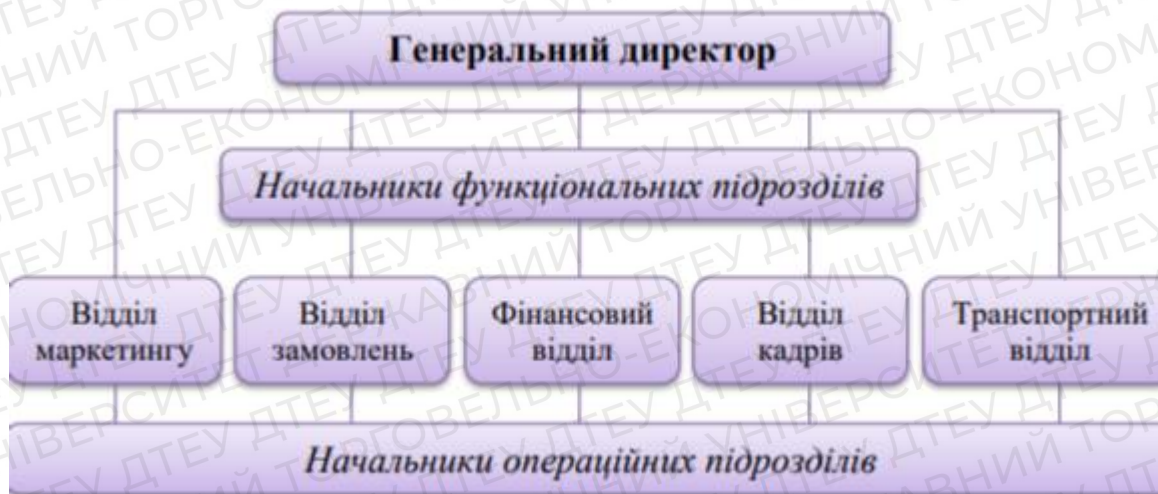 Генеральний директор
Начальники функціональних підрозділів
Відділ
маркетингу
Відділ
замовлень
Фінансовий
відділ
Відділ
кадрів
Транспортний
відділ
Начальники операційних підрозділів